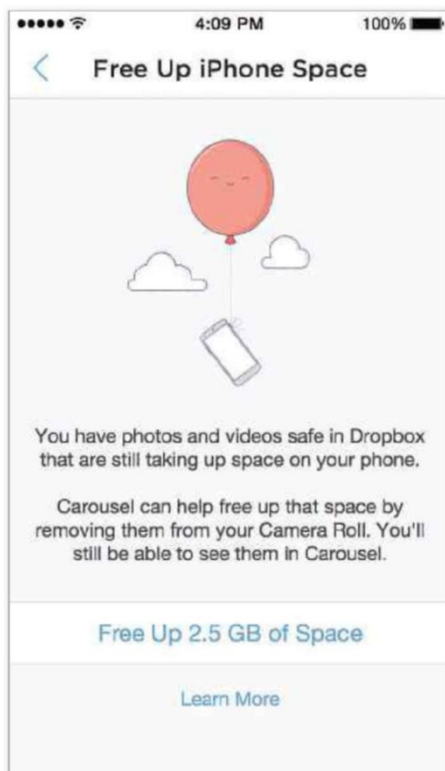 4:09 PM 100%
Free Up iPhone Space
You have photos and videos safe in Dropbox
that are still taking up space on your phone.
Carousel can help free up that space by
removing them from your Camera Roll. You'll
still be able to see them in Carousel.
Free Up 2.5 GB of Space
Learn More